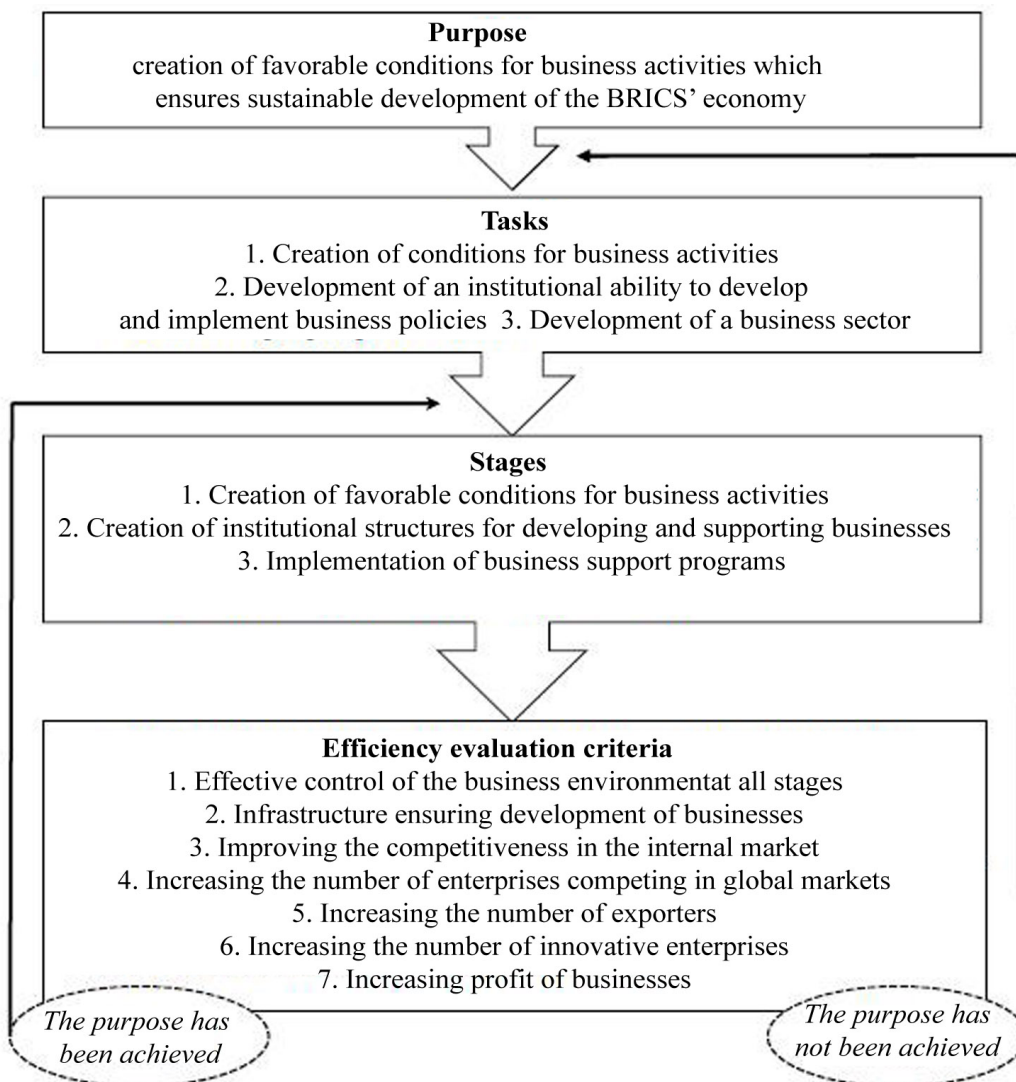 Purpose
creation of favorable conditions for business activities which
ensures sustainable development of the BRICS’ economy
Tasks
1. Creation of conditions for business activities
2. Development of an institutional ability to develop
and implement business policies 3. Development of a business sector
Stages
1. Creation of favorable conditions for business activities
2. Creation of institutional structures for developing and supporting businesses
3. Implementation of business support programs
Efficiency evaluation criteria
1. Effective control of the business environmentat all stages
2. Infrastructure ensuring development of businesses
3. Improving the competitiveness in the internal market
4. Increasing the number of enterprises competing in global markets
5. Increasing the number of exporters
6. Increasing the number of innovative enterprises
7. Increasing profit of businesses
The purpose has
been achieved
The purpose has
not been achieved